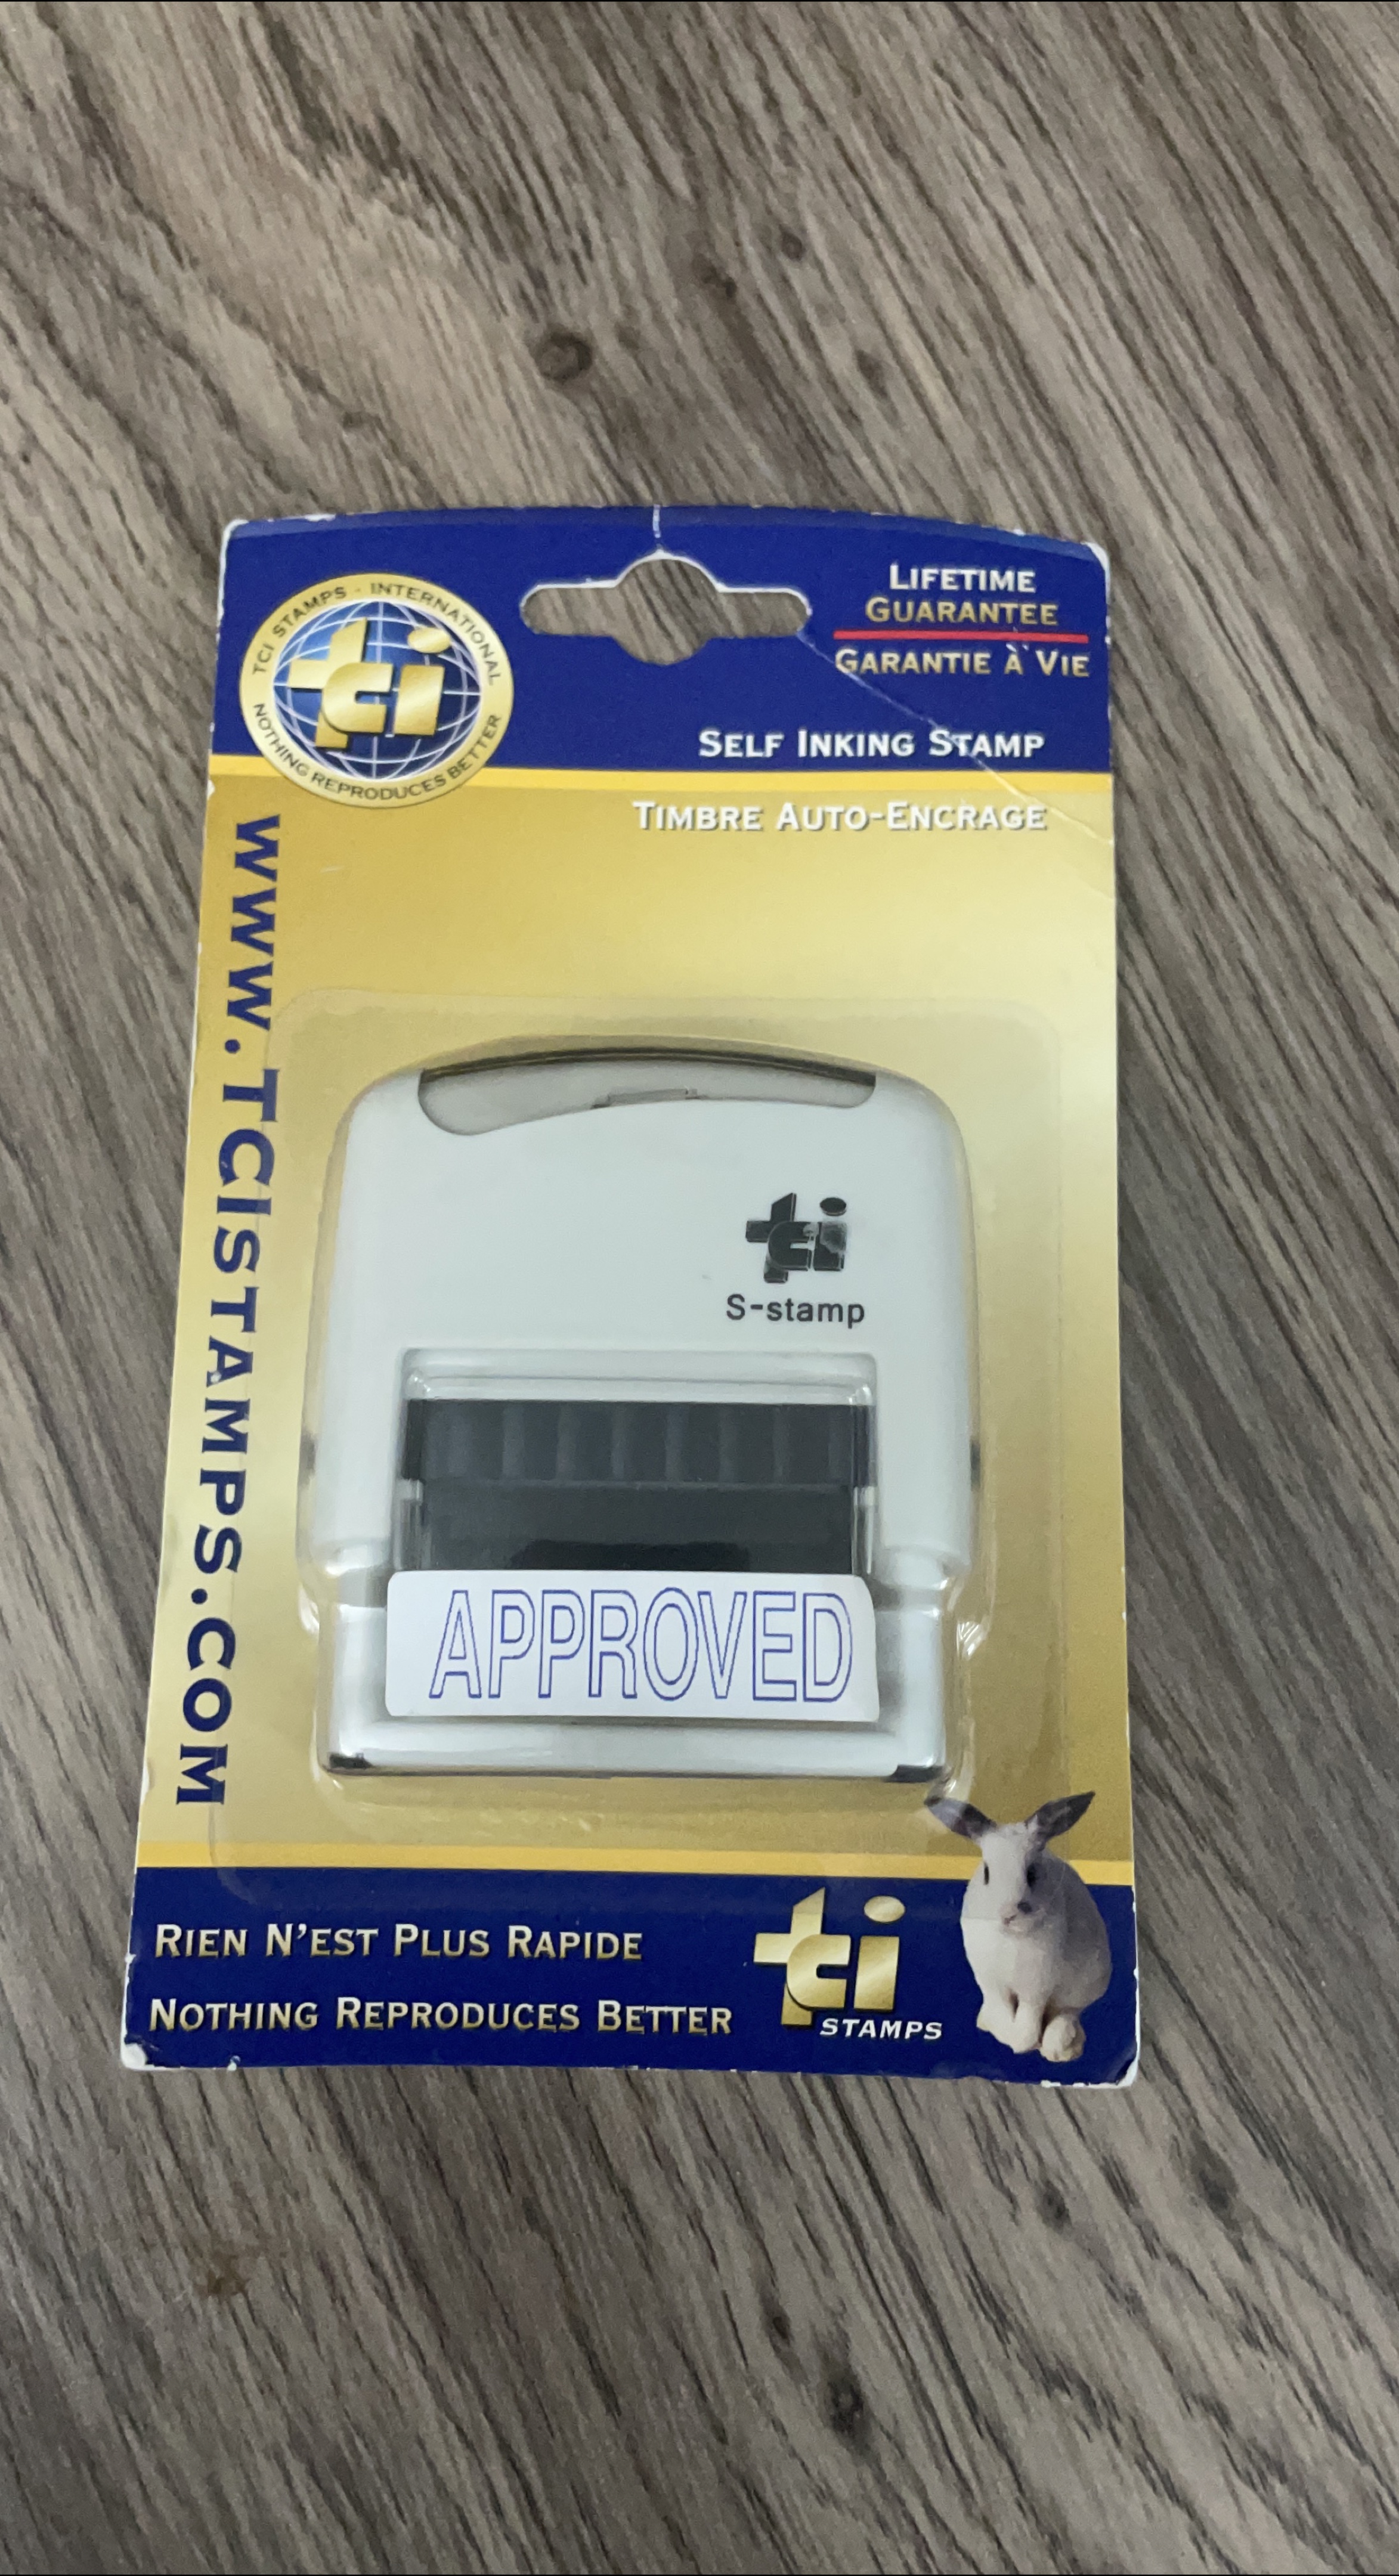 TCI STAMPS · INTERNATIONAL
tci
NOTHING REPRODUCES BETTER
LIFETIME
GUARANTEE
GARANTIE À VIE
SELF INKING STAMP
TIMBRE AUTO-ENCRAGE
WWW.TCISTAMPS.COM
tci
S-stamp
APPROVED
RIEN N'EST PLUS RAPIDE
NOTHING REPRODUCES BETTER
tci
STAMPS